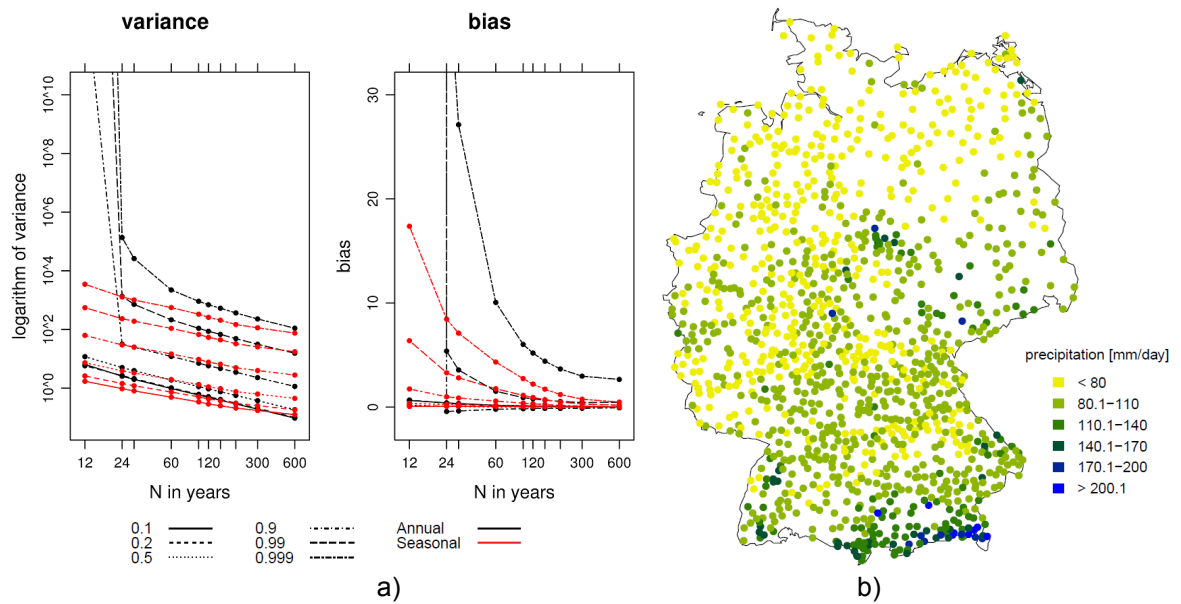 variance
bias
logarithm of variance
10^10
10^8
10^6
10^4
10^2
10^0
12 24 60 120 300 600
N in years
bias
30
20
10
0
12 24 60 120 300 600
N in years
0.1 0.9 Annual
0.2 0.99 Seasonal
0.5 0.999
a)
precipitation [mm/day]
< 80
80.1−110
110.1−140
140.1−170
170.1−200
> 200.1
b)